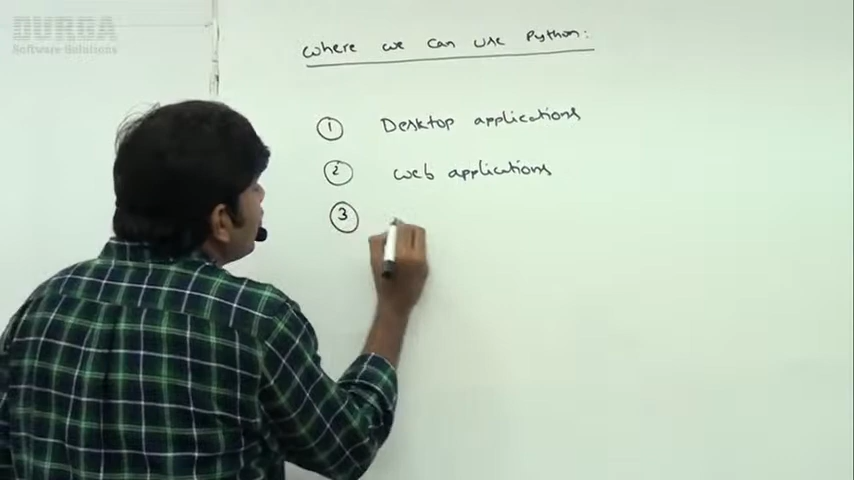 DURGA
Software Solutions
Where we can use Python:
1 Desktop applications
2 web applications
3